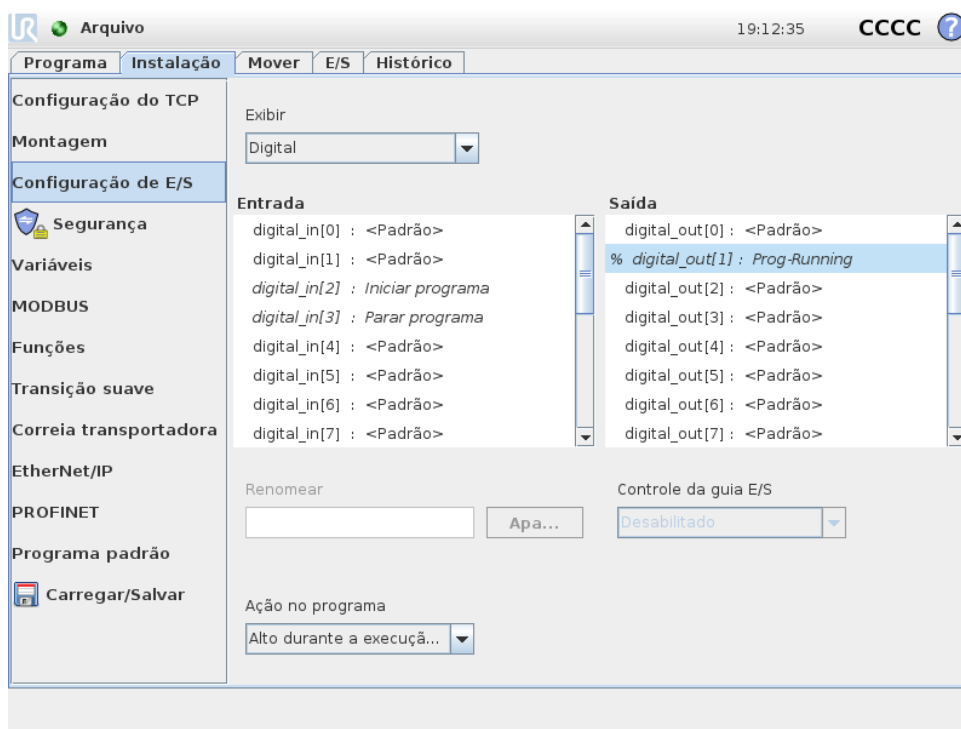 UR Arquivo 19:12:35 CCCC ?
Programa Instalação Mover E/S Histórico
Configuração do TCP
Montagem
Configuração de E/S
Segurança
Variáveis
MODBUS
Funções
Transição suave
Correia transportadora
EtherNet/IP
PROFINET
Programa padrão
Carregar/Salvar
Exibir
Digital
Entrada
digital_in[0] : <Padrão>
digital_in[1] : <Padrão>
digital_in[2] : Iniciar programa
digital_in[3] : Parar programa
digital_in[4] : <Padrão>
digital_in[5] : <Padrão>
digital_in[6] : <Padrão>
digital_in[7] : <Padrão>
Saída
digital_out[0] : <Padrão>
% digital_out[1] : Prog-Running
digital_out[2] : <Padrão>
digital_out[3] : <Padrão>
digital_out[4] : <Padrão>
digital_out[5] : <Padrão>
digital_out[6] : <Padrão>
digital_out[7] : <Padrão>
Renomear
Apa...
Controle da guia E/S
Desabilitado
Ação no programa
Alto durante a execuçã...